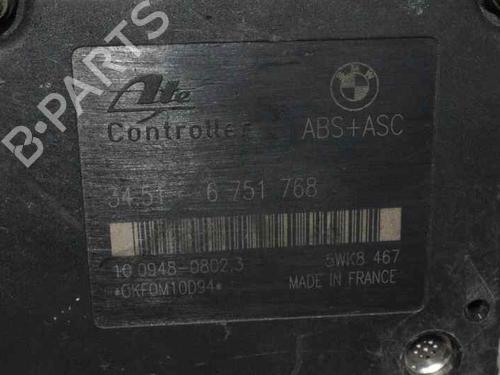 Ate
Controller ABS+ASC
34.51 6 751 768
10.0948-0802.3 5WK8 467
*OKFOM10D94* MADE IN FRANCE
B-PARTS